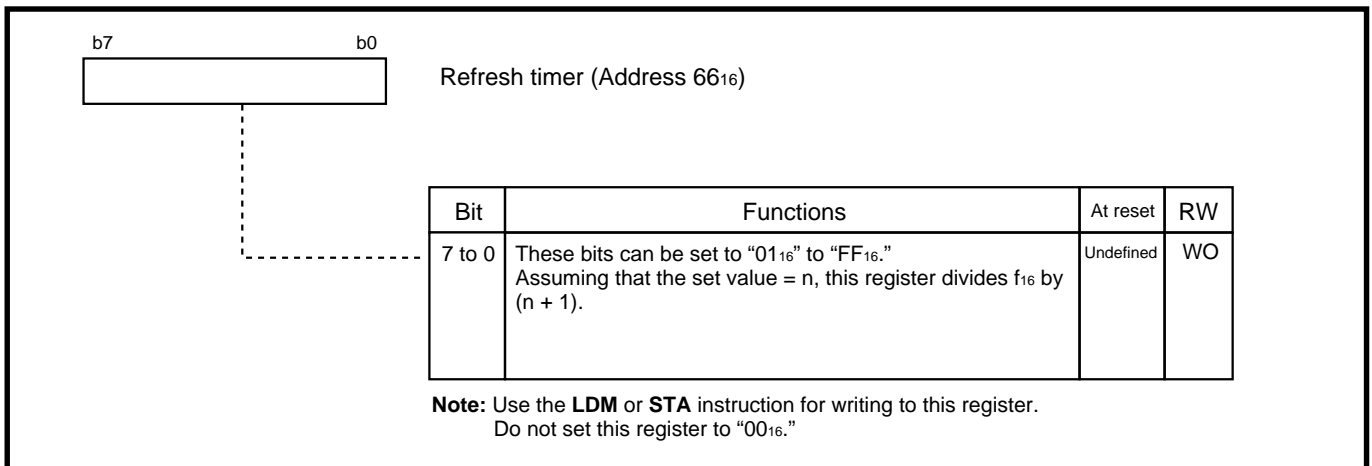 b7 b0
Refresh timer (Address 66₁₆)
Bit Functions At reset RW
7 to 0 These bits can be set to “01₁₆” to “FF₁₆.” Undefined WO
Assuming that the set value = n, this register divides f₁₆ by
(n + 1).
Note: Use the LDM or STA instruction for writing to this register.
Do not set this register to “00₁₆.”